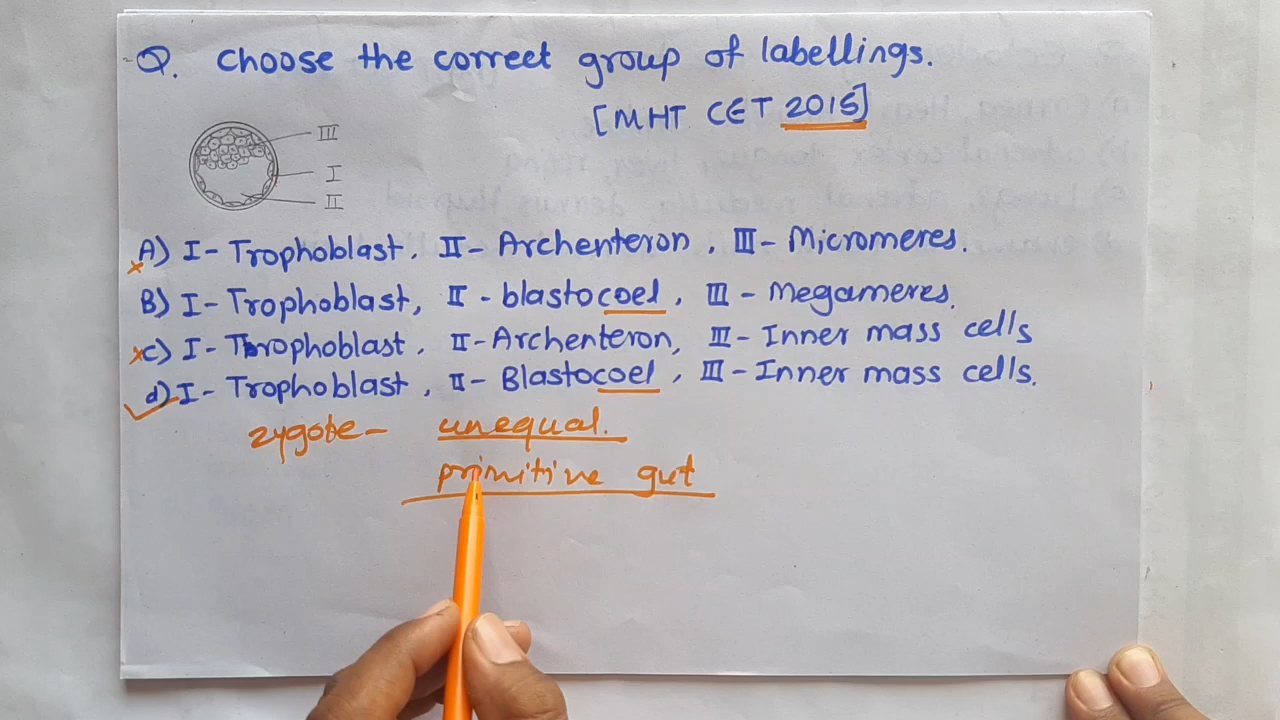 Q. Choose the correct group of labellings.
[MHT CET 2015]
III
I
II
A) I- Trophoblast, II- Archenteron, III- Micromeres.
B) I- Trophoblast, II - blastocoel, III - Megameres.
c) I- Trophoblast, II-Archenteron, III- Inner mass cells
d) I- Trophoblast, II- Blastocoel, III- Inner mass cells.
zygote- unequal.
primitive gut